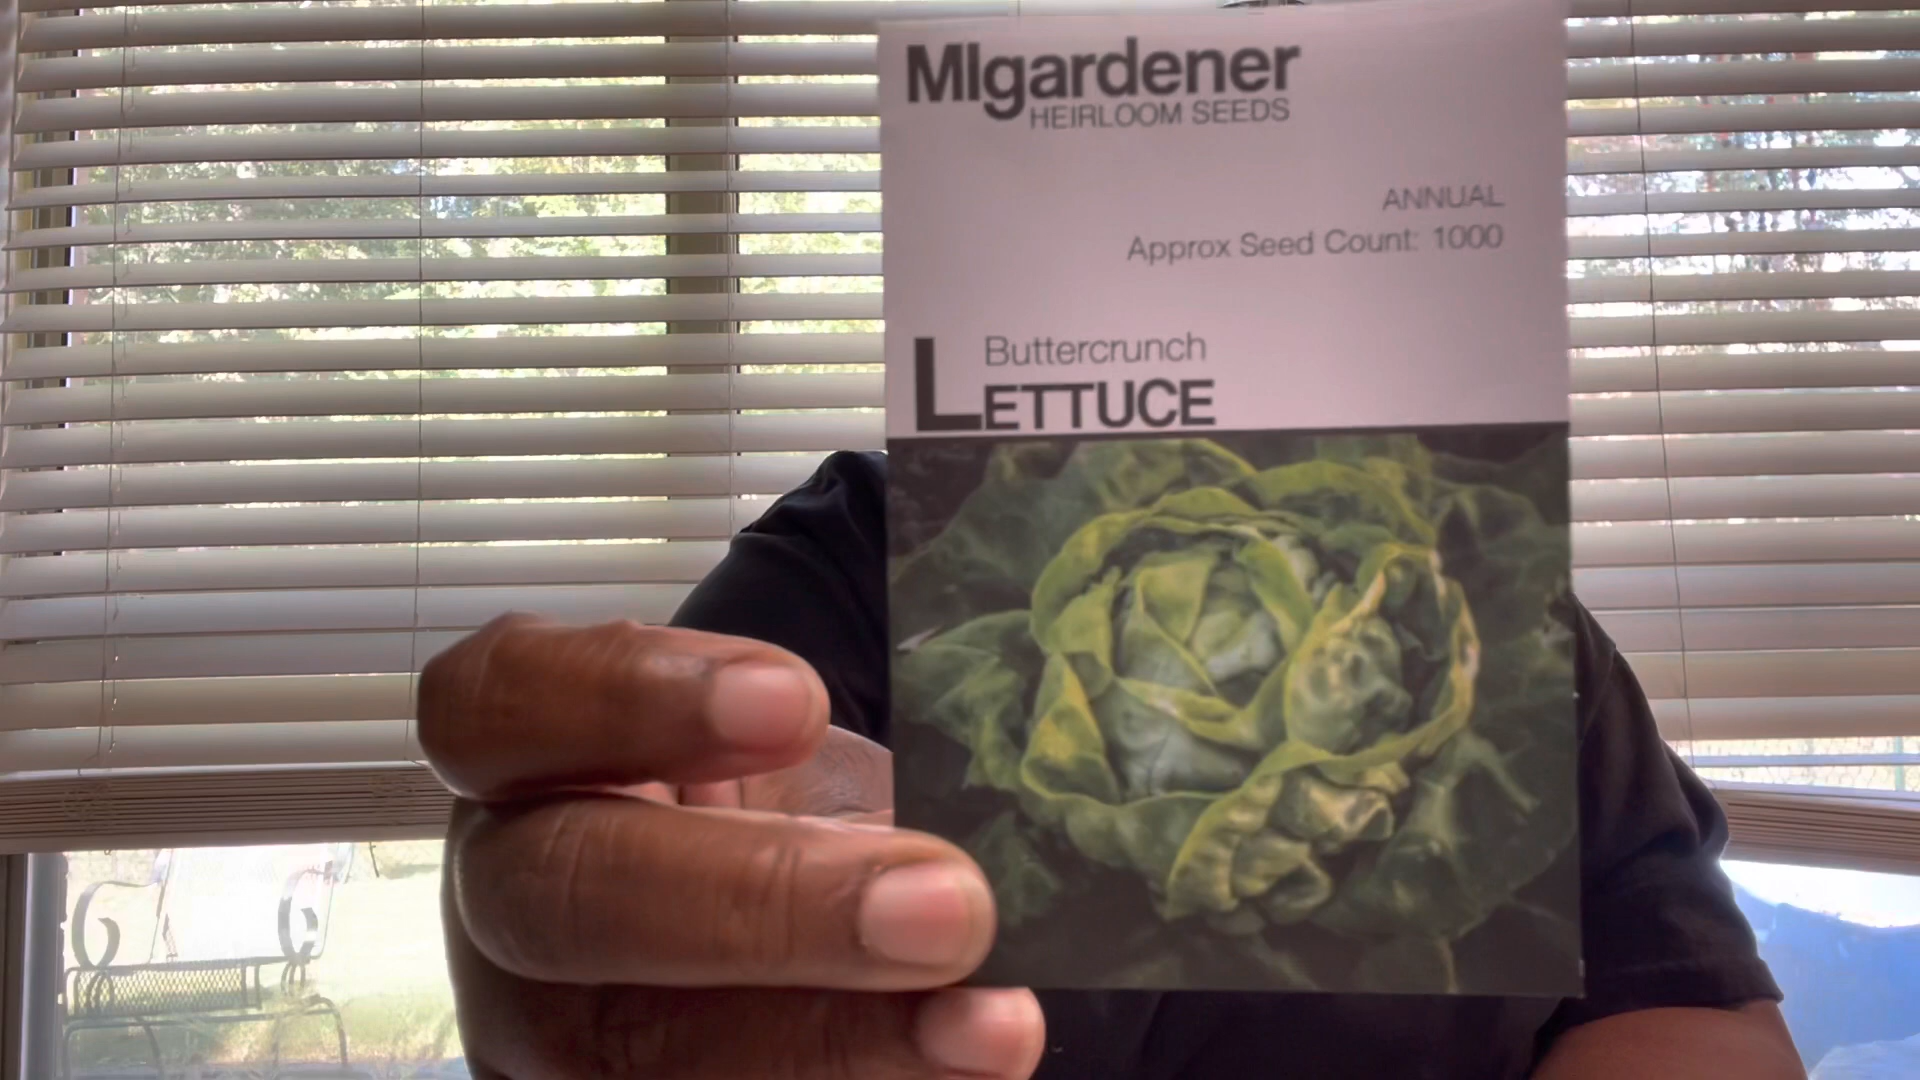 MIgardener
HEIRLOOM SEEDS
ANNUAL
Approx Seed Count: 1000
Buttercrunch
LETTUCE